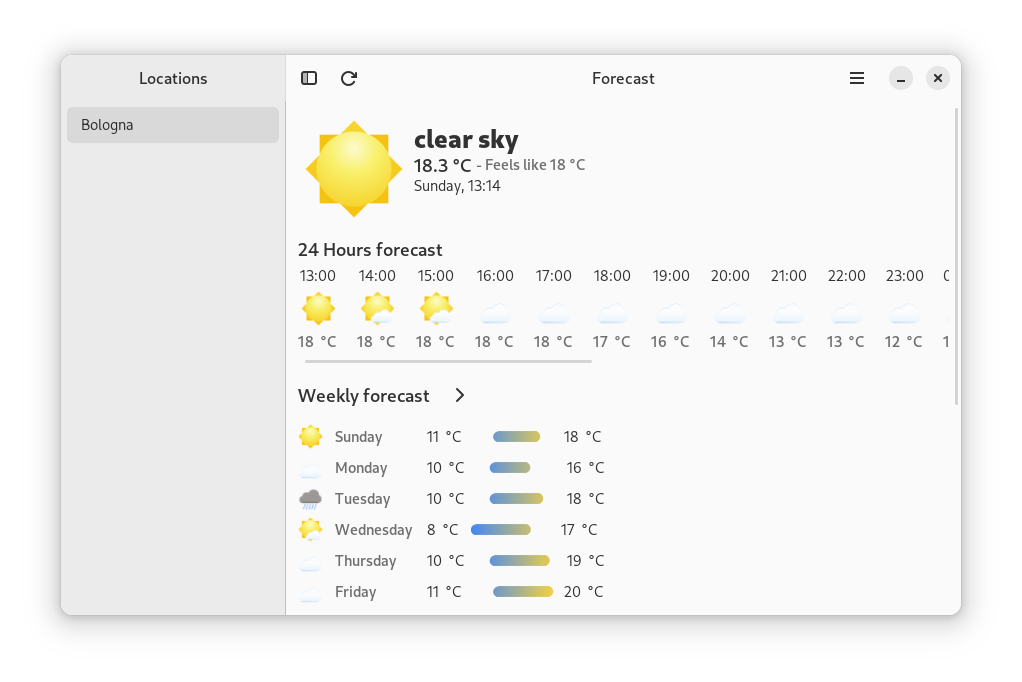 Locations
Forecast
Bologna
clear sky
18.3 °C - Feels like 18 °C
Sunday, 13:14
24 Hours forecast
13:00 14:00 15:00 16:00 17:00 18:00 19:00 20:00 21:00 22:00 23:00
18 °C 18 °C 18 °C 18 °C 18 °C 17 °C 16 °C 14 °C 13 °C 13 °C 12 °C
Weekly forecast
Sunday 11 °C 18 °C
Monday 10 °C 16 °C
Tuesday 10 °C 18 °C
Wednesday 8 °C 17 °C
Thursday 10 °C 19 °C
Friday 11 °C 20 °C